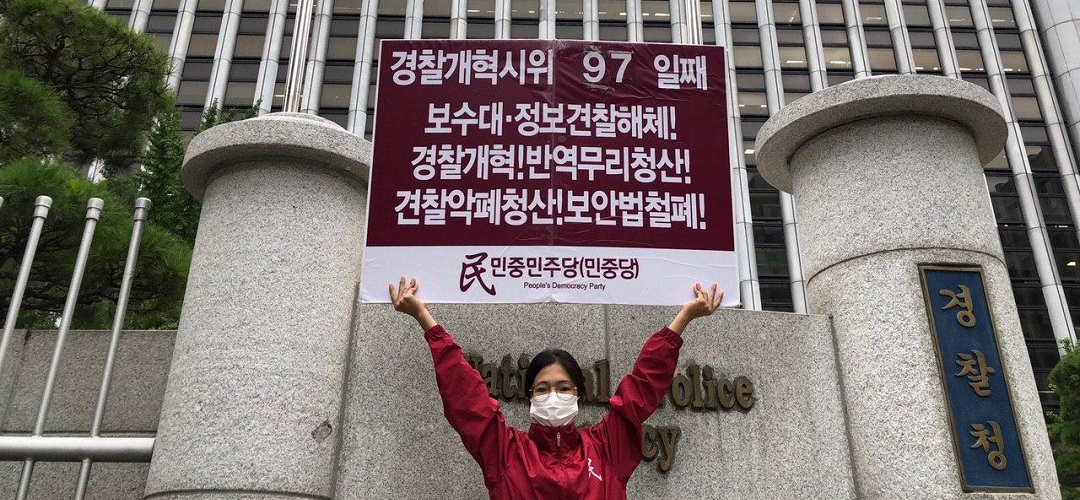 경찰개혁시위 97 일째
보수대·정보견찰해체!
경찰개혁!반역무리청산!
견찰악폐청산!보안법철폐!
民 민중민주당(민중당)
People's Democracy Party
National Police
경찰청
民